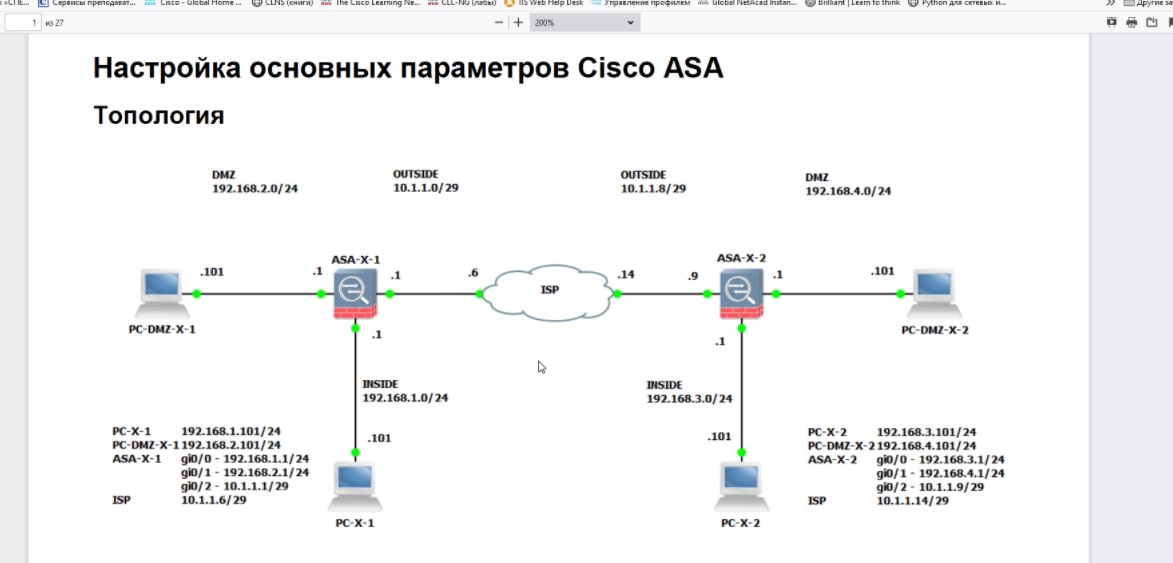 Сервисы преподават...
Cisco - Global Home ...
CLNS (книги)
The Cisco Learning Ne...
CLL-NG (лабы)
IIS Web Help Desk
Управление профилем
Global NetAcad Instan...
Brilliant | Learn to think
Python для сетевых и...
Другие за
1 из 27
200%
Настройка основных параметров Cisco ASA
Топология
DMZ
192.168.2.0/24
OUTSIDE
10.1.1.0/29
OUTSIDE
10.1.1.8/29
DMZ
192.168.4.0/24
ASA-X-1
ASA-X-2
.101
.1
.1
.6
ISP
.14
.9
.1
.101
PC-DMZ-X-1
PC-DMZ-X-2
.1
.1
INSIDE
192.168.1.0/24
INSIDE
192.168.3.0/24
.101
.101
PC-X-1 192.168.1.101/24
PC-DMZ-X-1 192.168.2.101/24
ASA-X-1 gi0/0 - 192.168.1.1/24
gi0/1 - 192.168.2.1/24
gi0/2 - 10.1.1.1/29
ISP 10.1.1.6/29
PC-X-2 192.168.3.101/24
PC-DMZ-X-2 192.168.4.101/24
ASA-X-2 gi0/0 - 192.168.3.1/24
gi0/1 - 192.168.4.1/24
gi0/2 - 10.1.1.9/29
ISP 10.1.1.14/29
PC-X-1
PC-X-2